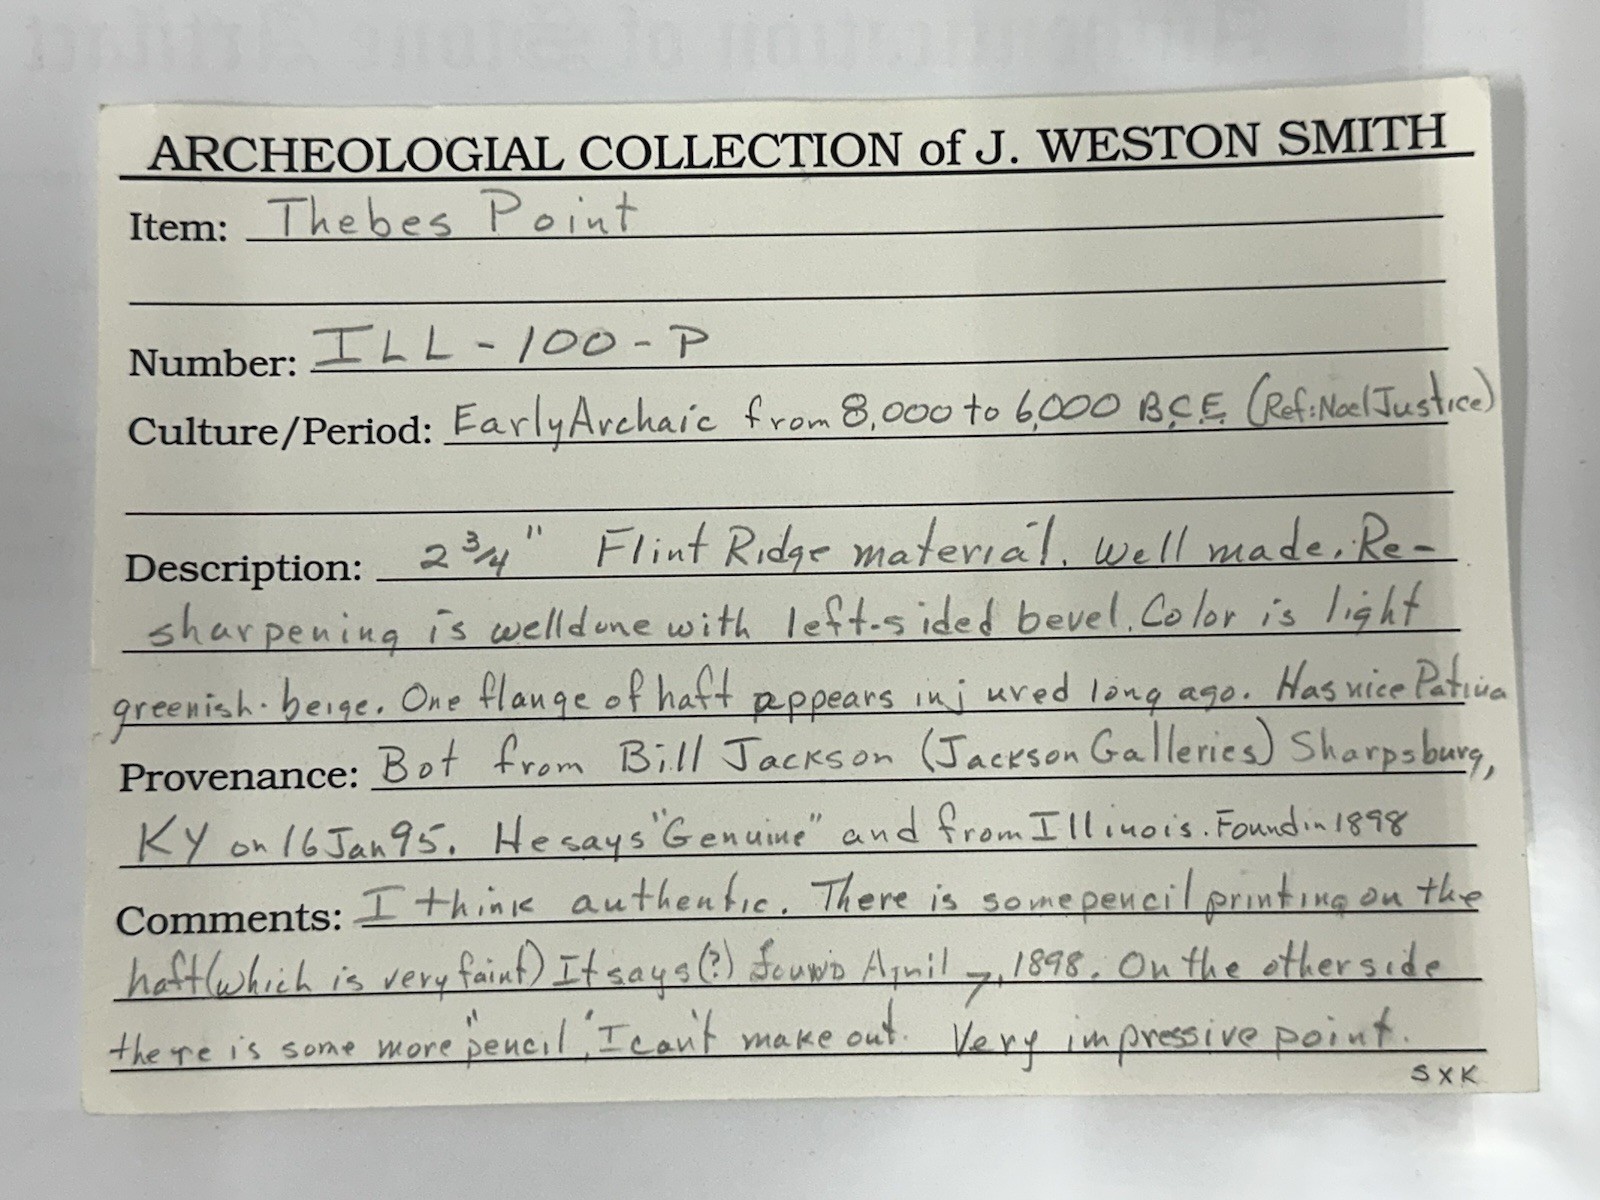 ARCHEOLOGIAL COLLECTION of J. WESTON SMITH
Item: Thebes Point
Number: ILL-100-P
Culture/Period: Early Archaic from 8,000 to 6,000 B.C.E. (Ref: Noel Justice)
Description: 2 3/4" Flint Ridge material. Well made. Re-
sharpening is well done with left-sided bevel. Color is light
greenish-beige. One flange of haft appears injured long ago. Has nice Patina
Provenance: Bot from Bill Jackson (Jackson Galleries) Sharpsburg,
KY on 16 Jan 95. He says "Genuine" and from Illinois. Found in 1898
Comments: I think authentic. There is some pencil printing on the
haft (which is very faint) It says (?) found April 7, 1898. On the other side
there is some more "pencil" I can't make out. Very impressive point.
SXK